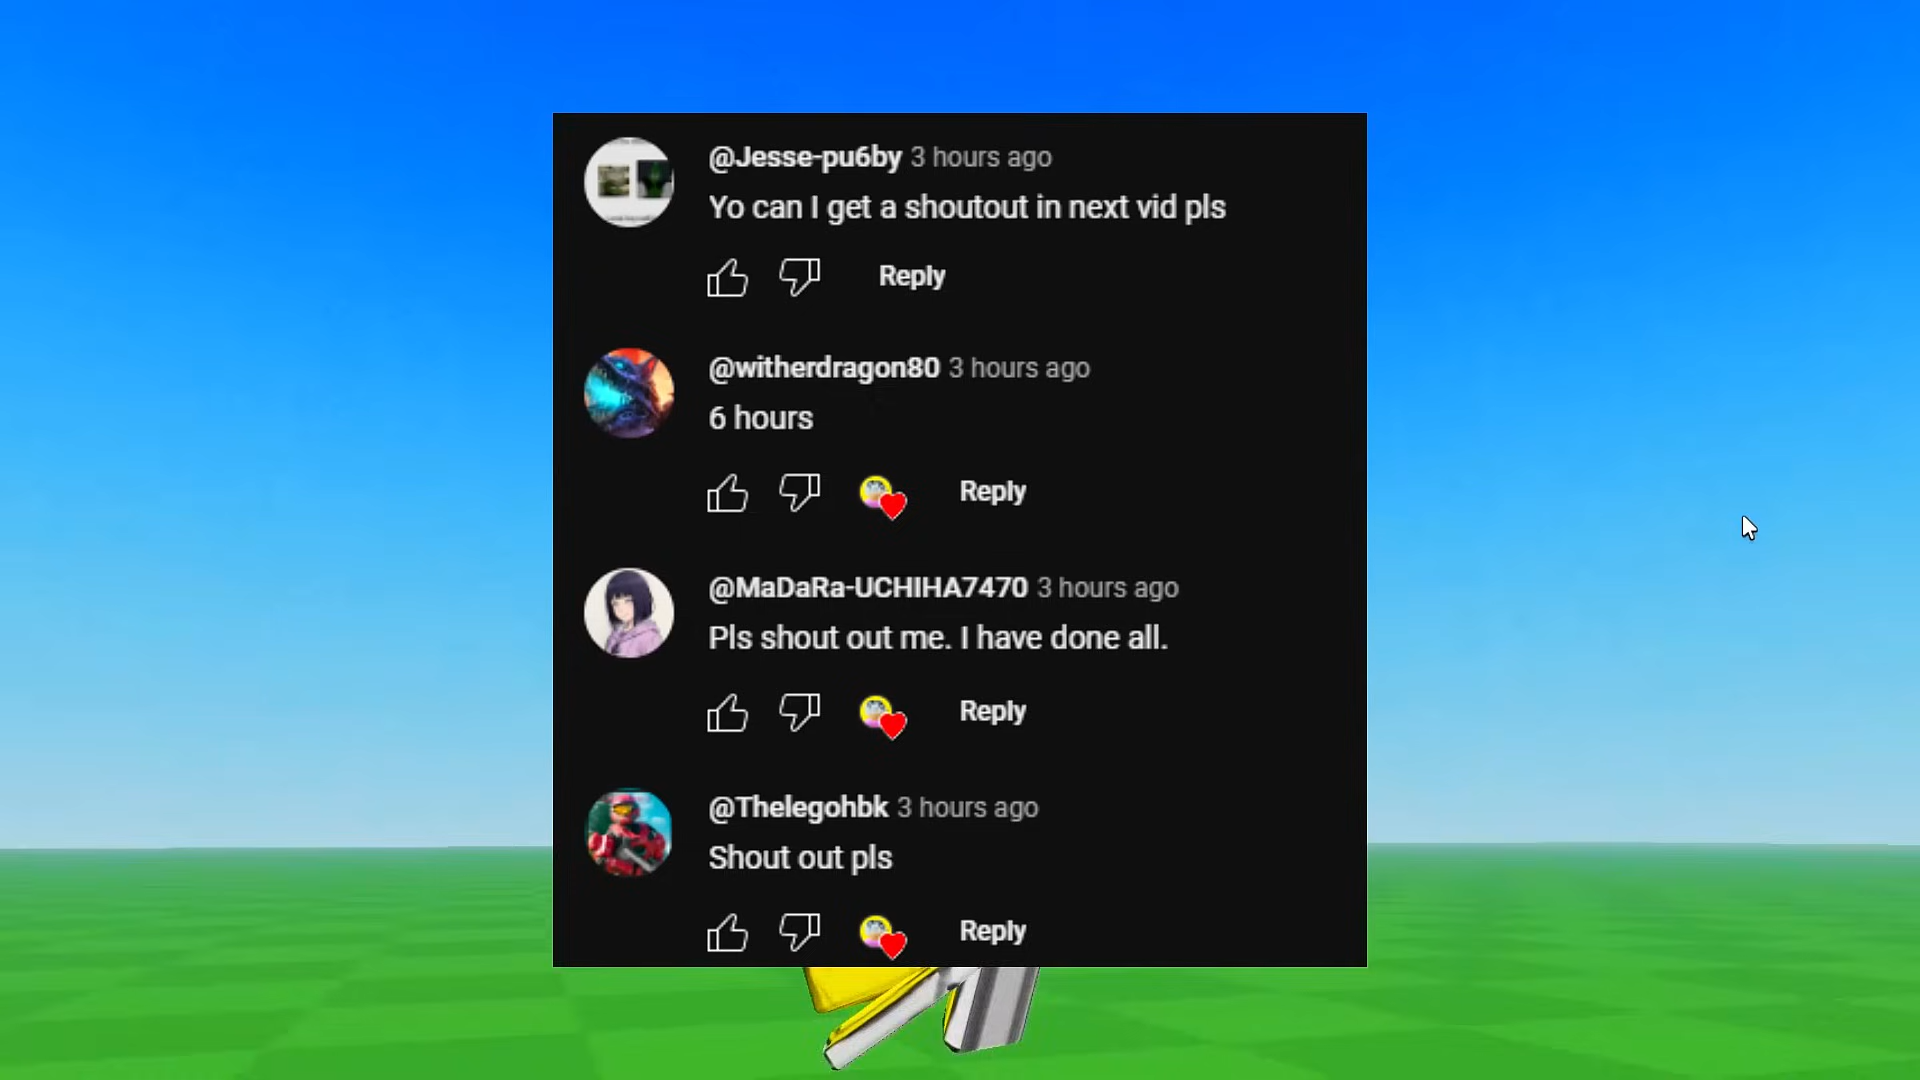 @Jesse-pu6by 3 hours ago
Yo can I get a shoutout in next vid pls
Reply
@witherdragon80 3 hours ago
6 hours
Reply
@MaDaRa-UCHIHA7470 3 hours ago
Pls shout out me. I have done all.
Reply
@Thelegohbk 3 hours ago
Shout out pls
Reply